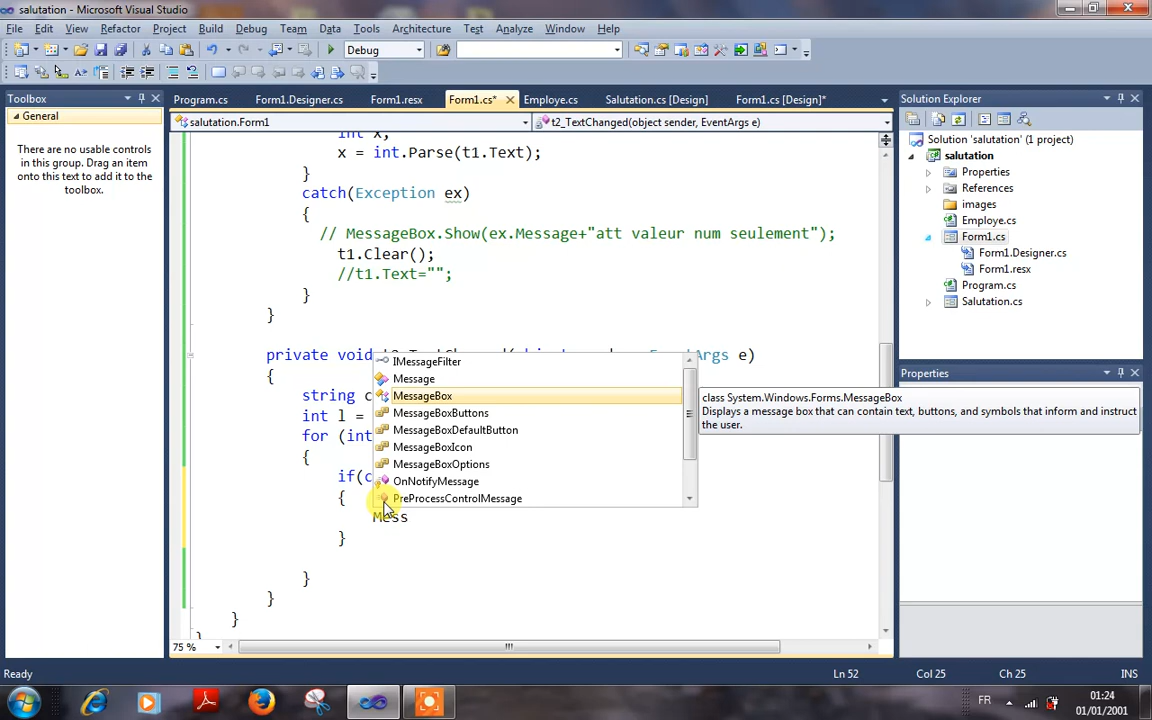 salutation - Microsoft Visual Studio
File Edit View Refactor Project Build Debug Team Data Tools Architecture Test Analyze Window Help
Debug
Toolbox
General
There are no usable controls
in this group. Drag an item
onto this text to add it to the
toolbox.
Program.cs Form1.Designer.cs Form1.resx Form1.cs* Employe.cs Salutation.cs [Design] Form1.cs [Design]*
salutation.Form1 t2_TextChanged(object sender, EventArgs e)
int x,
x = int.Parse(t1.Text);
}
catch(Exception ex)
{
// MessageBox.Show(ex.Message+"att valeur num seulement");
t1.Clear();
//t1.Text="";
}
}
private void EventArgs e)
{
string c
int l =
for (int
{
if(c
{
Mess
}
}
}
}
}
IMessageFilter
Message
MessageBox
MessageBoxButtons
MessageBoxDefaultButton
MessageBoxIcon
MessageBoxOptions
OnNotifyMessage
PreProcessControlMessage
class System.Windows.Forms.MessageBox
Displays a message box that can contain text, buttons, and symbols that inform and instruct
the user.
75 %
Solution Explorer
Solution 'salutation' (1 project)
salutation
Properties
References
images
Employe.cs
Form1.cs
Form1.Designer.cs
Form1.resx
Program.cs
Salutation.cs
Properties
Ready Ln 52 Col 25 Ch 25 INS
FR 01:24
01/01/2001